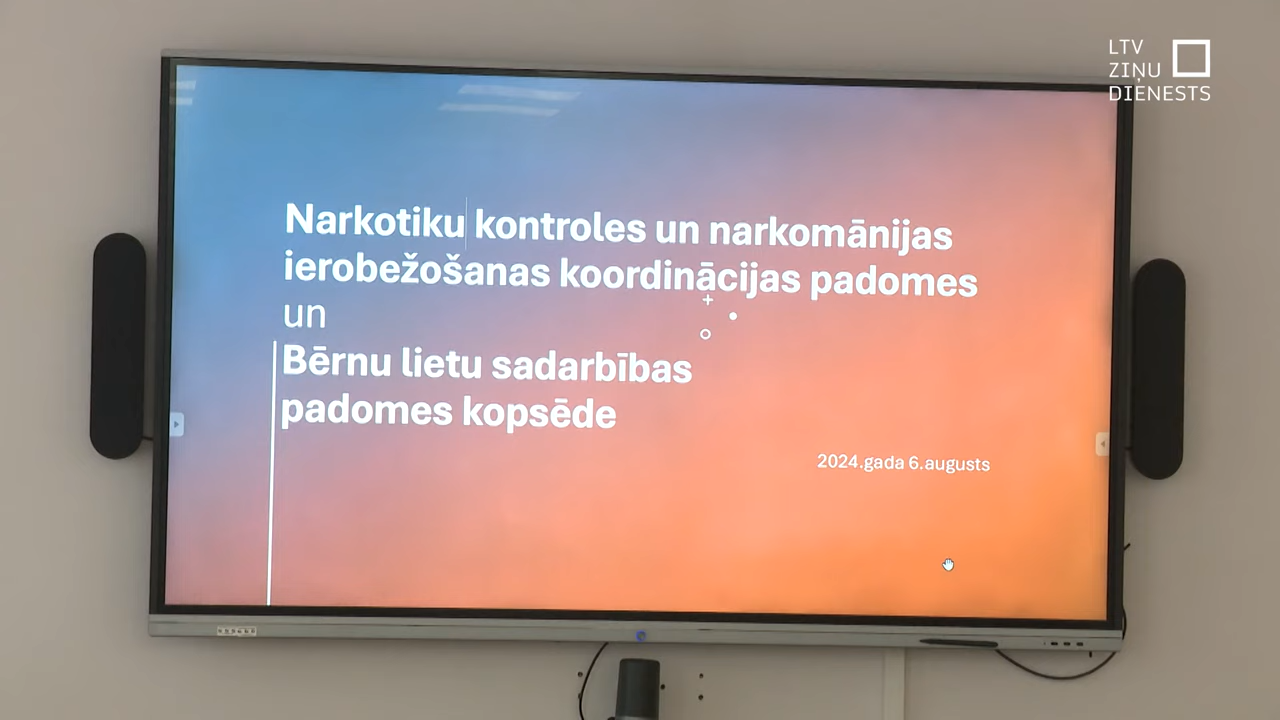 LTV
ZIŅU
DIENESTS
Narkotiku kontroles un narkomānijas
ierobežošanas koordinācijas padomes
un
Bērnu lietu sadarbības
padomes kopsēde
2024.gada 6.augusts